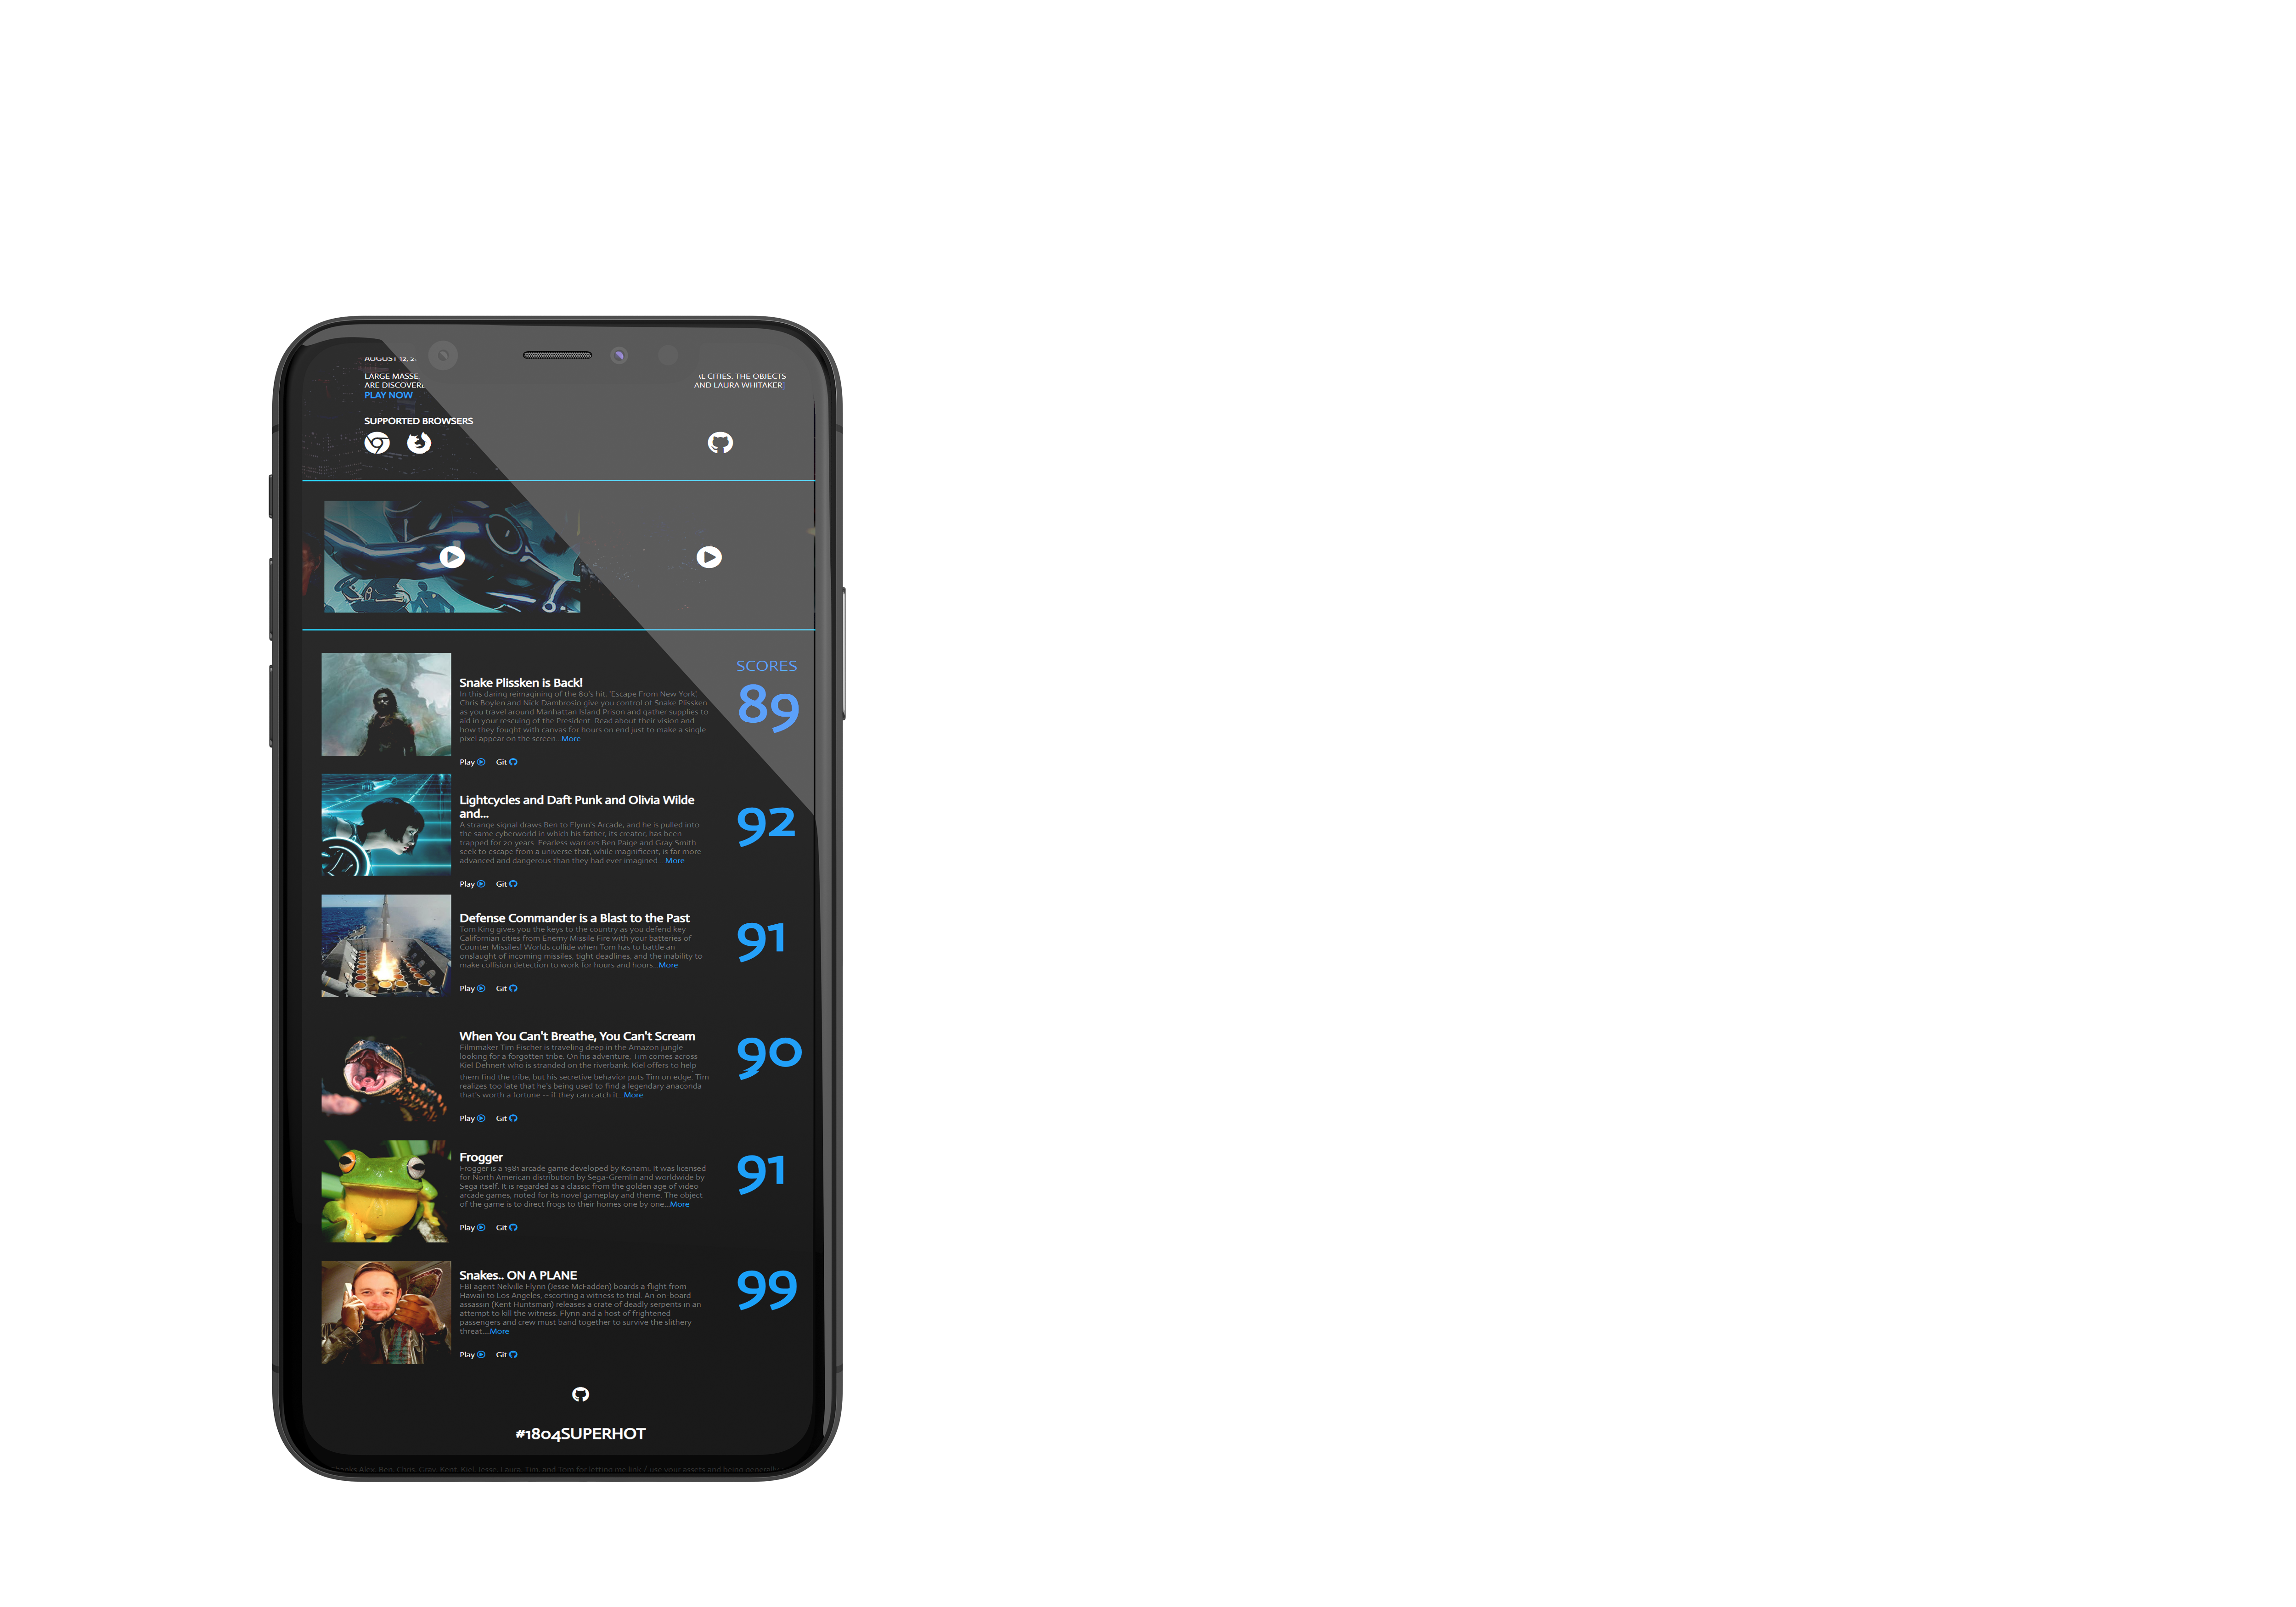 AUGUST 12, 2
LARGE MASSE
AL CITIES. THE OBJECTS
ARE DISCOVER
AND LAURA WHITAKER
PLAY NOW
SUPPORTED BROWSERS
SCORES
Snake Plissken is Back!
In this daring reimagining of the 80's hit, 'Escape From New York',
Chris Boylen and Nick Dambrosio give you control of Snake Plissken
as you travel around Manhattan Island Prison and gather supplies to
aid in your rescuing of the President. Read about their vision and
how they fought with canvas for hours on end just to make a single
pixel appear on the screen...More
Play Git
89
Lightcycles and Daft Punk and Olivia Wilde
and...
A strange signal draws Ben to Flynn's Arcade, and he is pulled into
the same cyberworld in which his father, its creator, has been
trapped for 20 years. Fearless warriors Ben Paige and Gray Smith
seek to escape from a universe that, while magnificent, is far more
advanced and dangerous than they had ever imagined....More
Play Git
92
Defense Commander is a Blast to the Past
Tom King gives you the keys to the country as you defend key
Californian cities from Enemy Missile Fire with your batteries of
Counter Missiles! Worlds collide when Tom has to battle an
onslaught of incoming missiles, tight deadlines, and the inability to
make collision detection to work for hours and hours...More
Play Git
91
When You Can't Breathe, You Can't Scream
Filmmaker Tim Fischer is traveling deep in the Amazon jungle
looking for a forgotten tribe. On his adventure, Tim comes across
Kiel Dehnert who is stranded on the riverbank. Kiel offers to help
them find the tribe, but his secretive behavior puts Tim on edge. Tim
realizes too late that he's being used to find a legendary anaconda
that's worth a fortune -- if they can catch it...More
Play Git
90
Frogger
Frogger is a 1981 arcade game developed by Konami. It was licensed
for North American distribution by Sega-Gremlin and worldwide by
Sega itself. It is regarded as a classic from the golden age of video
arcade games, noted for its novel gameplay and theme. The object
of the game is to direct frogs to their homes one by one...More
Play Git
91
Snakes.. ON A PLANE
FBI agent Nelville Flynn (Jesse McFadden) boards a flight from
Hawaii to Los Angeles, escorting a witness to trial. An on-board
assassin (Kent Huntsman) releases a crate of deadly serpents in an
attempt to kill the witness. Flynn and a host of frightened
passengers and crew must band together to survive the slithery
threat....More
Play Git
99
#1804SUPERHOT
Alex, Ben, Chris, Gray, Kent, Kiel, Jesse, Laura, Tim, and Tom for letting me link / use your assets and being